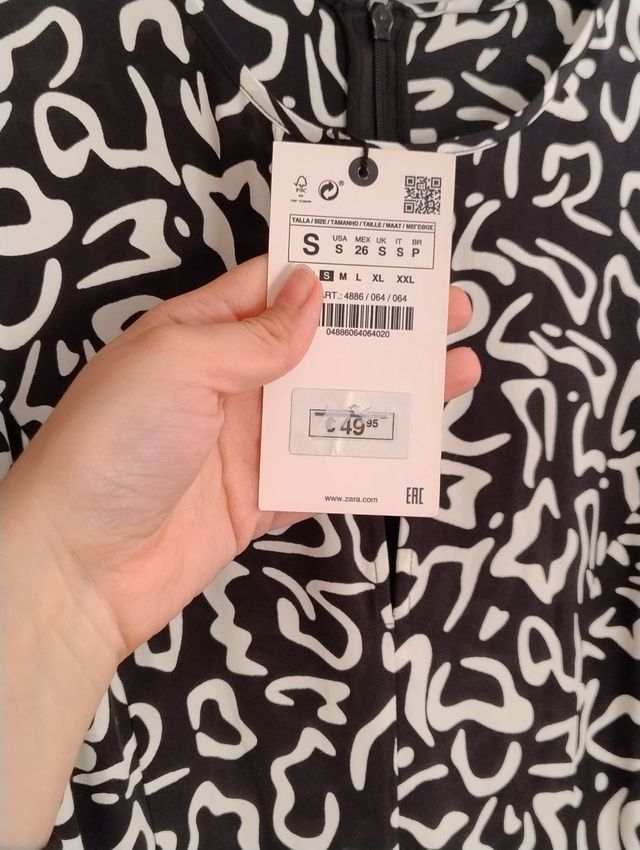 FSC
TALLA / SIZE / TAMANHO / TAILLE / MAAT / ΜΕΓΕΘΟΣ
S USA S MEX 26 UK S IT S BR P
S M L XL XXL
ART.: 4886 / 064 / 064
04886064064020
€ 49 95
www.zara.com
EAC